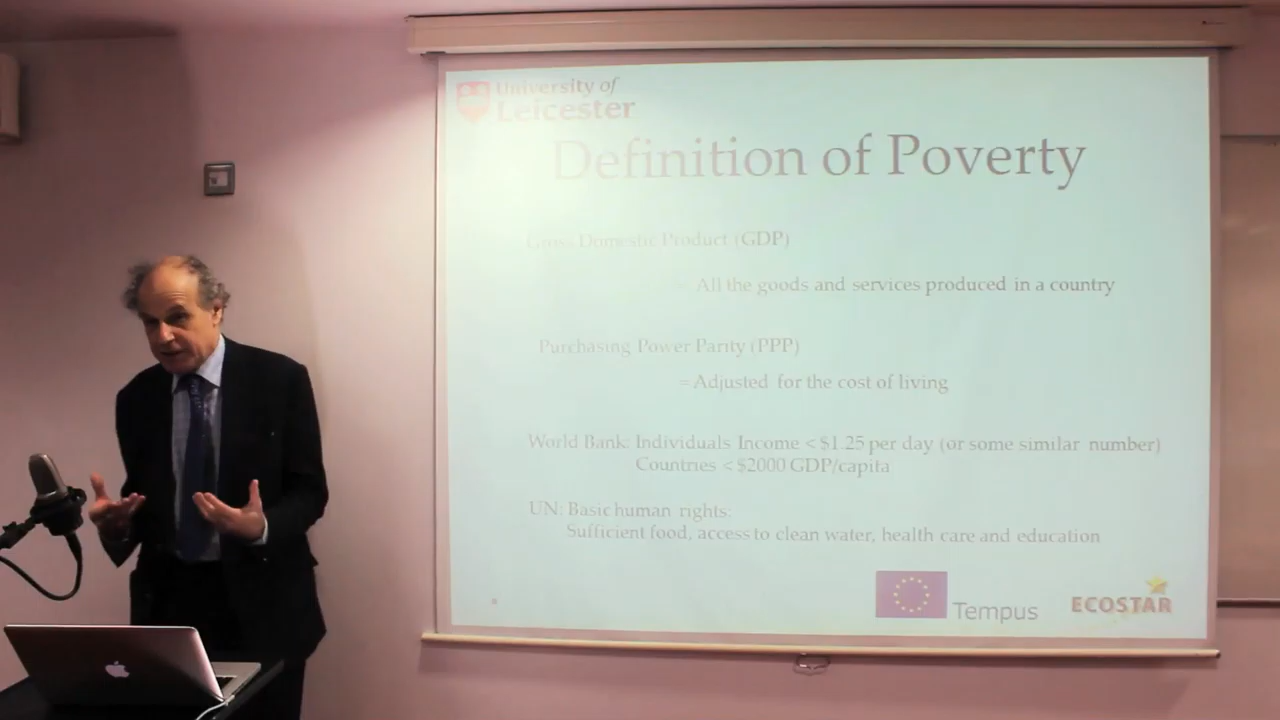 University of
Leicester
Definition of Poverty
Gross Domestic Product (GDP)
= All the goods and services produced in a country
Purchasing Power Parity (PPP)
= Adjusted for the cost of living
World Bank: Individuals Income < $1.25 per day (or some similar number)
Countries < $2000 GDP/capita
UN: Basic human rights:
Sufficient food, access to clean water, health care and education
Tempus
ECOSTAR